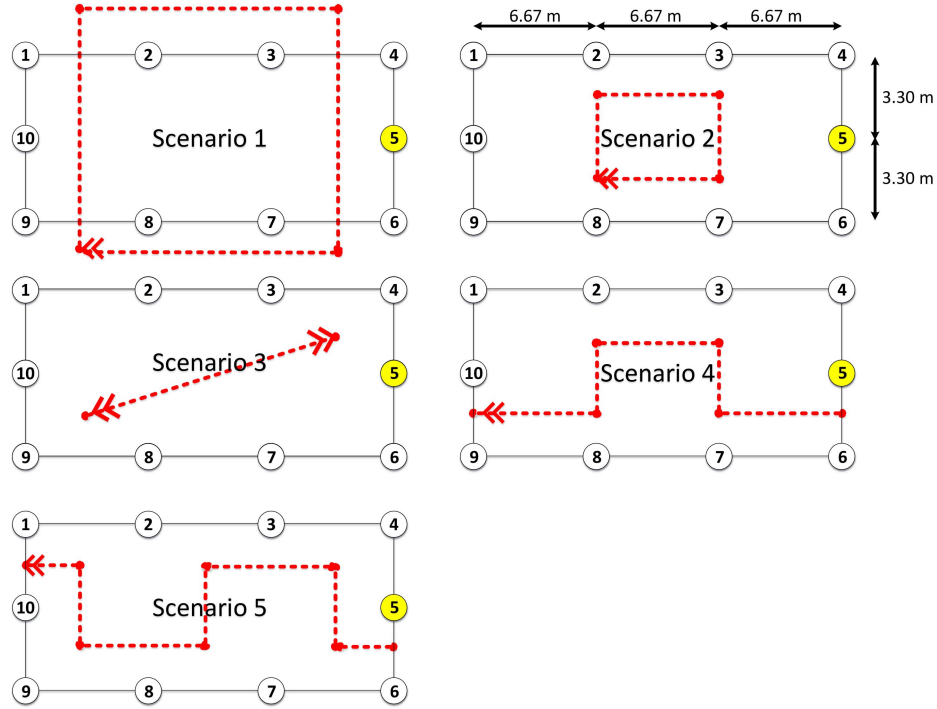 6.67 m 6.67 m 6.67 m
1 2 3 4
1 2 3 4
3.30 m
10 Scenario 1 5
10 Scenario 2 5
3.30 m
9 8 7 6
9 8 7 6
1 2 3 4
1 2 3 4
10 Scenario 3 5
10 Scenario 4 5
9 8 7 6
9 8 7 6
1 2 3 4
10 Scenario 5 5
9 8 7 6